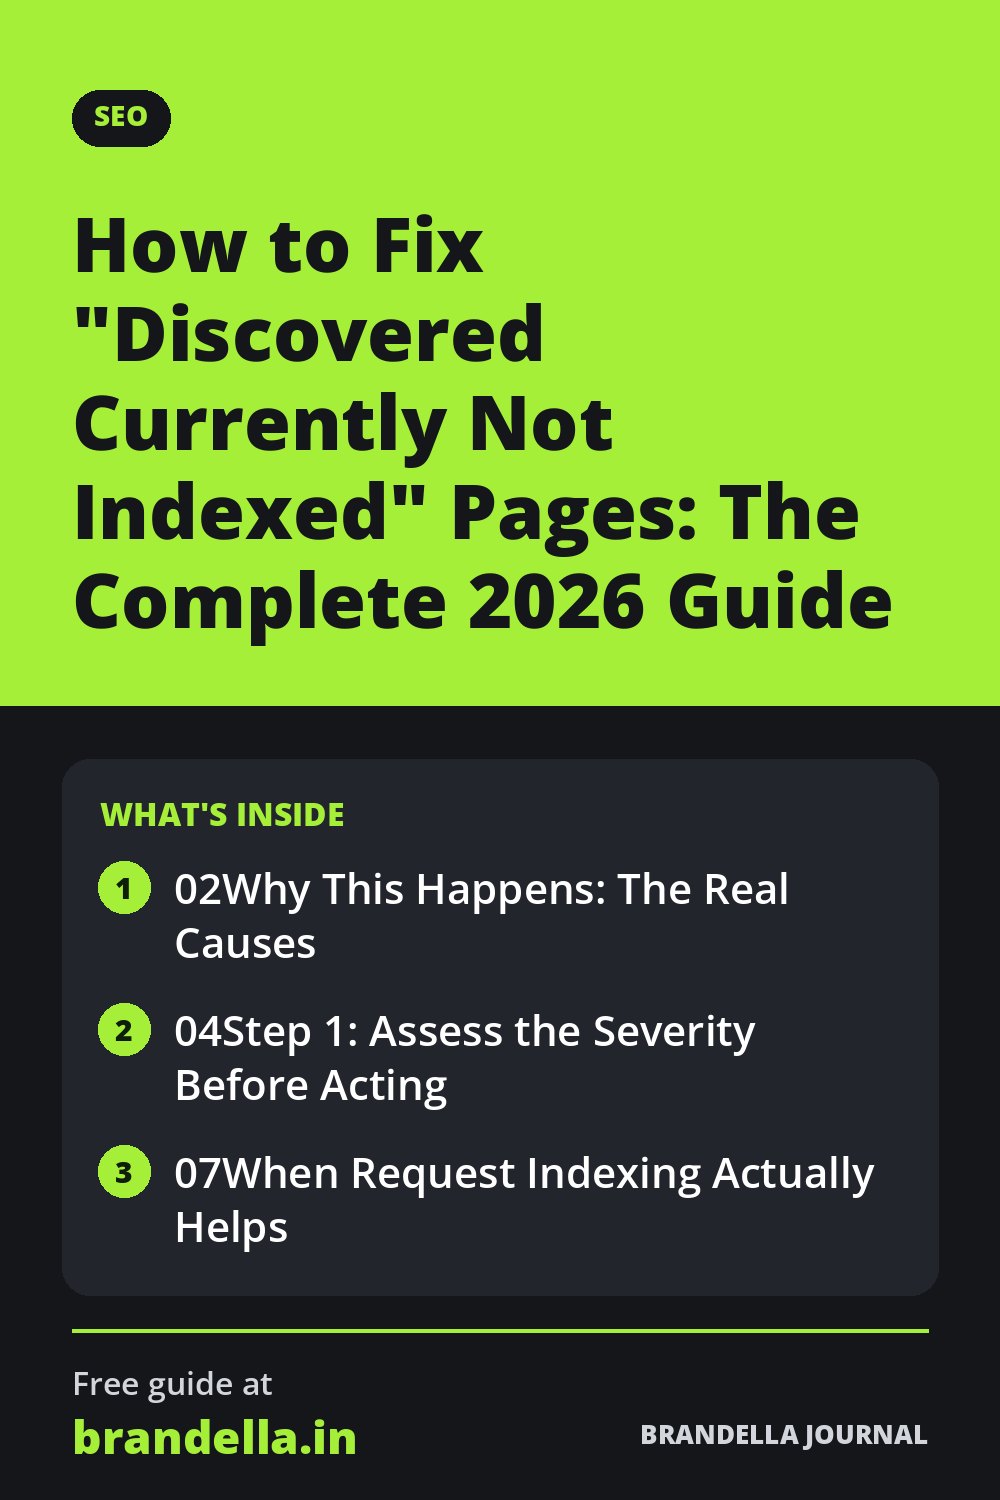 SEO
How to Fix
"Discovered
Currently Not
Indexed" Pages: The
Complete 2026 Guide
WHAT'S INSIDE
1 02Why This Happens: The Real
Causes
2 04Step 1: Assess the Severity
Before Acting
3 07When Request Indexing Actually
Helps
Free guide at
brandella.in
BRANDELLA JOURNAL